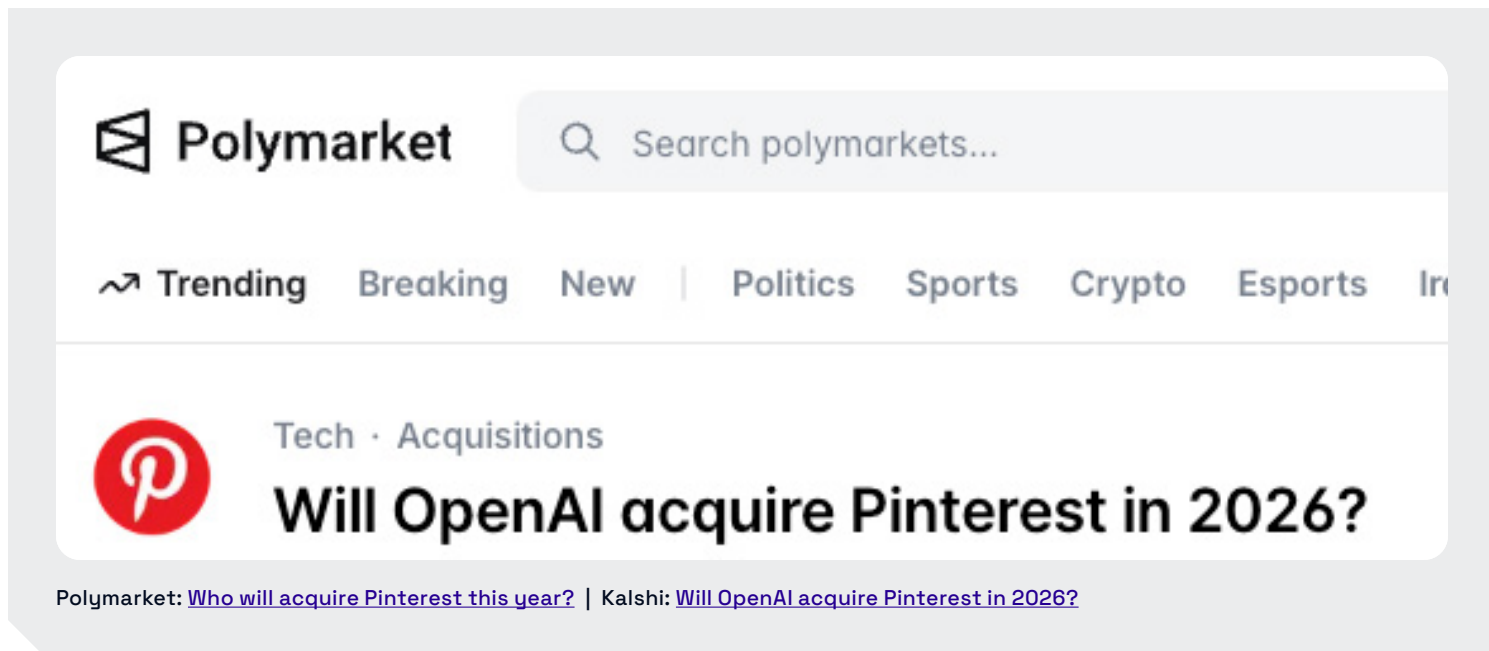 Polymarket
Search polymarkets...
Trending Breaking New | Politics Sports Crypto Esports
Tech · Acquisitions
Will OpenAI acquire Pinterest in 2026?
Polymarket: Who will acquire Pinterest this year? | Kalshi: Will OpenAI acquire Pinterest in 2026?